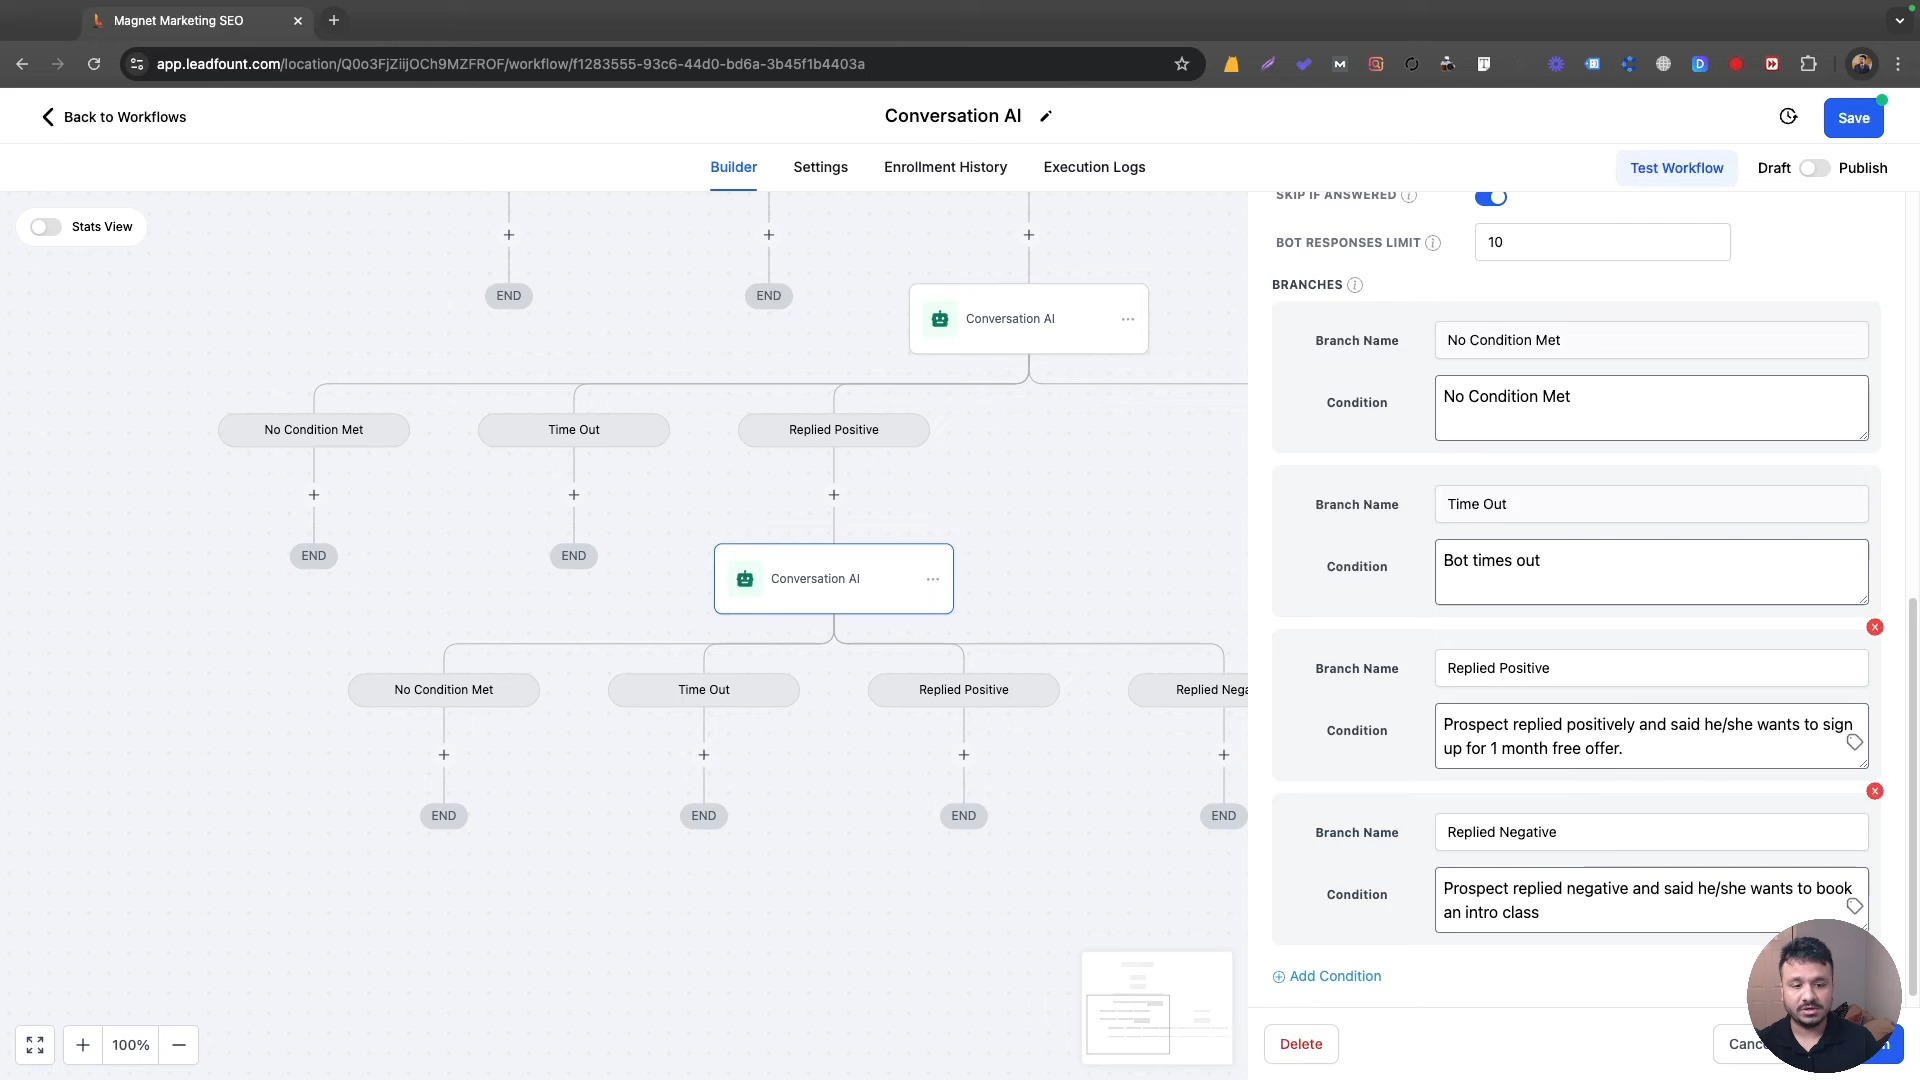 Magnet Marketing SEO
app.leadfount.com/location/Q0o3FjZiijOCh9MZFROF/workflow/f1283555-93c6-44d0-bd6a-3b45f1b4403a
Back to Workflows
Conversation AI
Save
Builder
Settings
Enrollment History
Execution Logs
Test Workflow
Draft
Publish
Stats View
END
END
Conversation AI
No Condition Met
Time Out
Replied Positive
END
END
Conversation AI
No Condition Met
Time Out
Replied Positive
Replied Nega
END
END
END
END
100%
SKIP IF ANSWERED
BOT RESPONSES LIMIT
10
BRANCHES
Branch Name
No Condition Met
Condition
No Condition Met
Branch Name
Time Out
Condition
Bot times out
Branch Name
Replied Positive
Condition
Prospect replied positively and said he/she wants to sign
up for 1 month free offer.
Branch Name
Replied Negative
Condition
Prospect replied negative and said he/she wants to book
an intro class
Add Condition
Delete
Canc